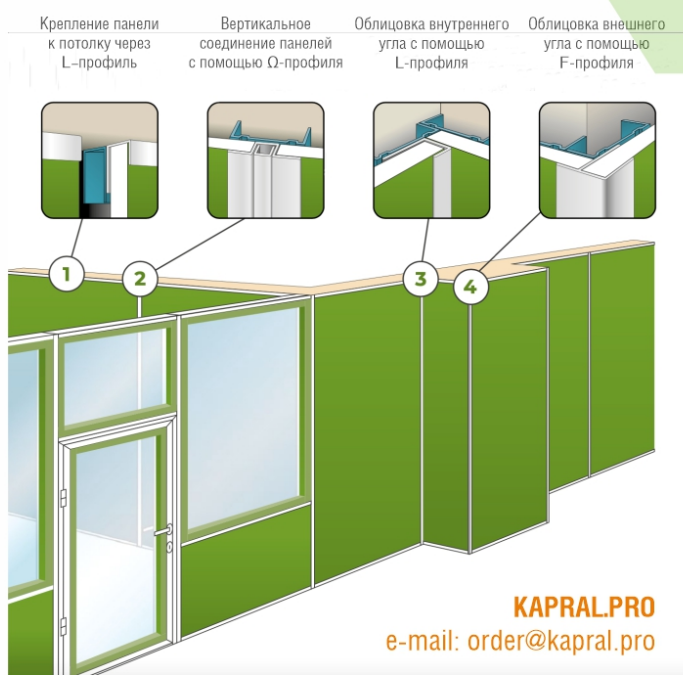 Крепление панели
к потолку через
L–профиль
Вертикальное
соединение панелей
с помощью Ω-профиля
Облицовка внутреннего
угла с помощью
L-профиля
Облицовка внешнего
угла с помощью
F-профиля
1
2
3
4
KAPRAL.PRO
e-mail: order@kapral.pro